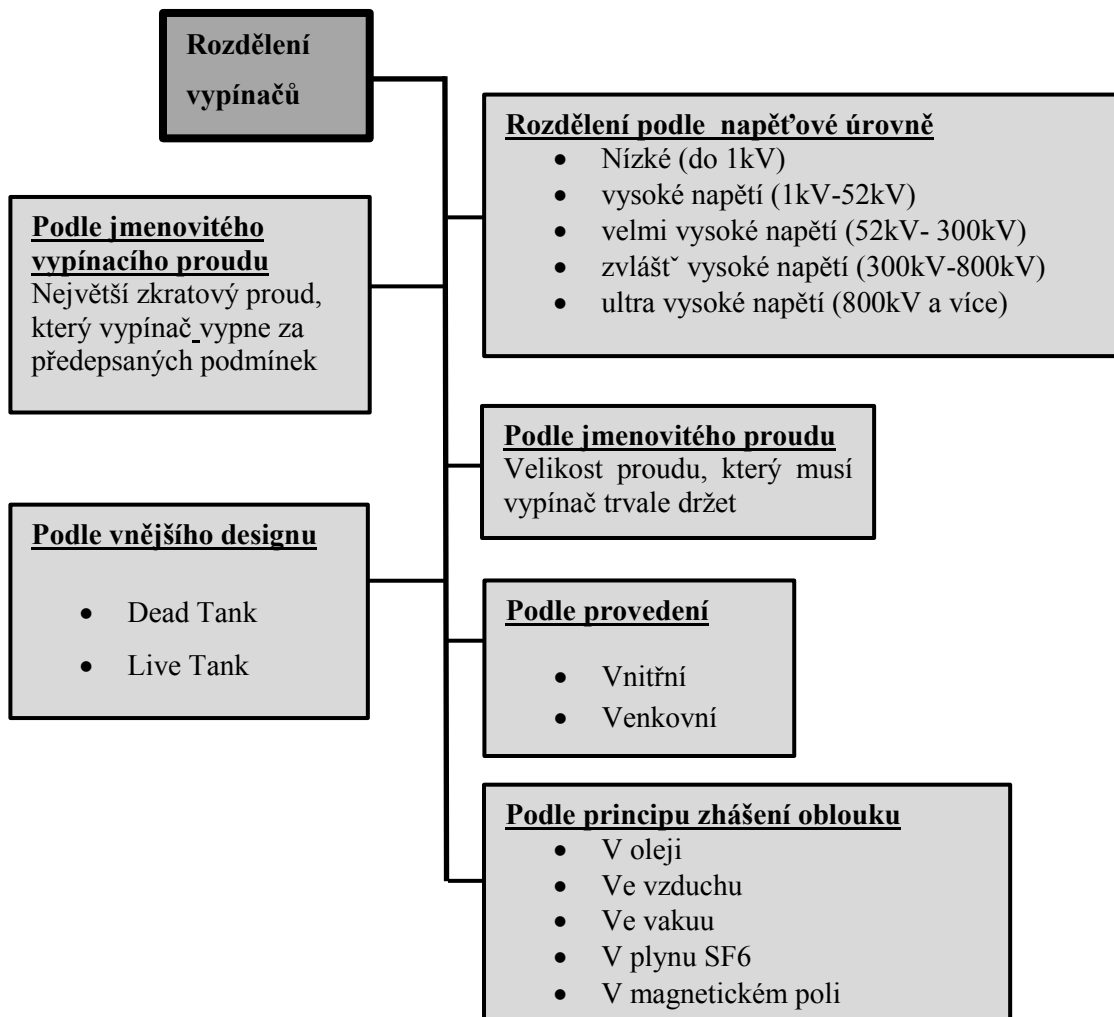 Rozdělení
vypínačů
Rozdělení podle  napěťové úrovně
• Nízké (do 1kV)
• vysoké napětí (1kV-52kV)
• velmi vysoké napětí (52kV- 300kV)
• zvláštˇ vysoké napětí (300kV-800kV)
• ultra vysoké napětí (800kV a více)
Podle jmenovitého
vypínacího proudu
Největší zkratový proud,
který vypínač vypne za
předepsaných podmínek
Podle jmenovitého proudu
Velikost proudu, který musí
vypínač trvale držet
Podle vnějšího designu
• Dead Tank
• Live Tank
Podle provedení
• Vnitřní
• Venkovní
Podle principu zhášení oblouku
• V oleji
• Ve vzduchu
• Ve vakuu
• V plynu SF6
• V magnetickém poli